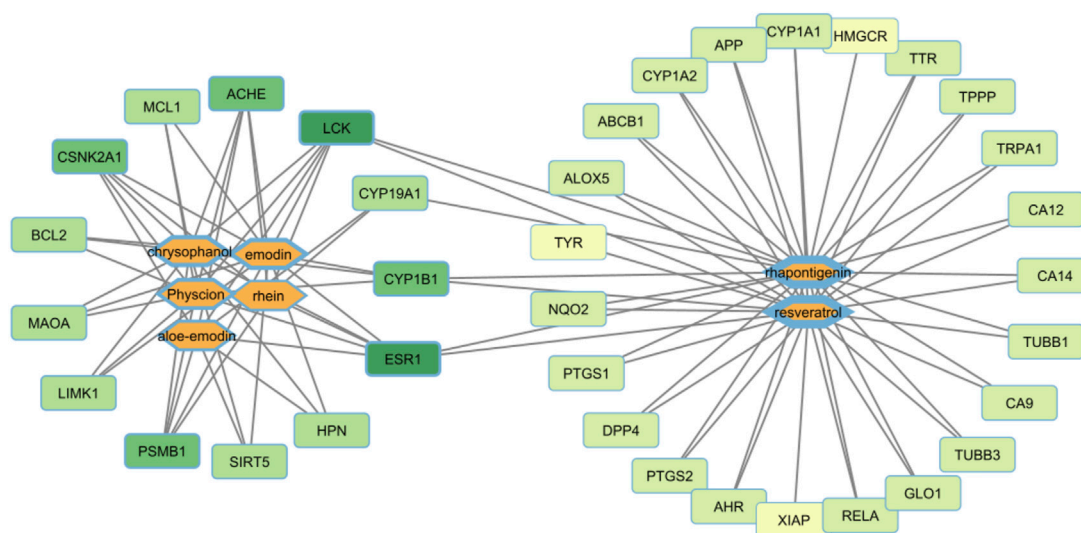 CYP1A1
HMGCR
APP
TTR
CYP1A2
ACHE
TPPP
MCL1
ABCB1
LCK
TRPA1
CSNK2A1
ALOX5
CYP19A1
CA12
BCL2
TYR
chrysophanol
emodin
rhapontigenin
CA14
CYP1B1
Physcion
rhein
NQO2
resveratrol
MAOA
aloe-emodin
TUBB1
ESR1
PTGS1
LIMK1
CA9
HPN
DPP4
PSMB1
SIRT5
TUBB3
PTGS2
GLO1
AHR
XIAP
RELA